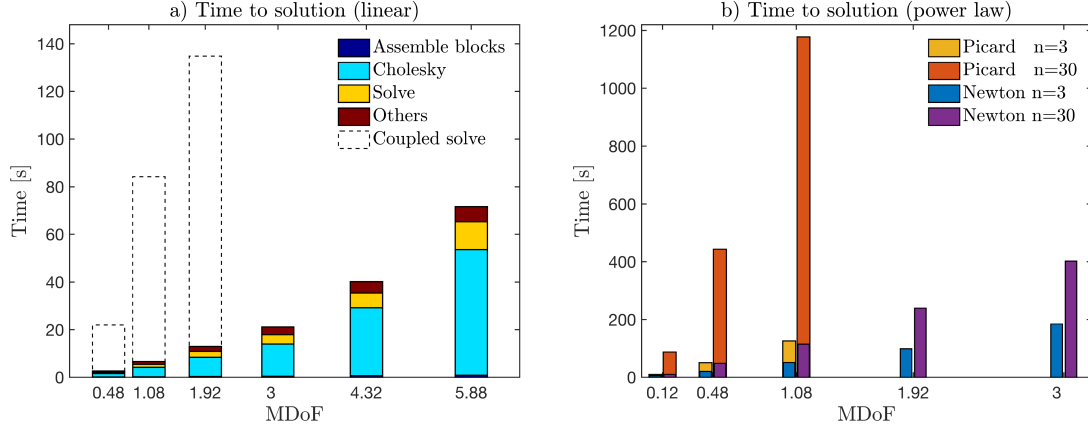 a) Time to solution (linear)
140
120
100
80
60
40
20
0
Time [s]
Assemble blocks
Cholesky
Solve
Others
Coupled solve
0.48 1.08 1.92 3 4.32 5.88
MDoF
b) Time to solution (power law)
1200
1000
800
600
400
200
0
Time [s]
Picard n=3
Picard n=30
Newton n=3
Newton n=30
0.12 0.48 1.08 1.92 3
MDoF